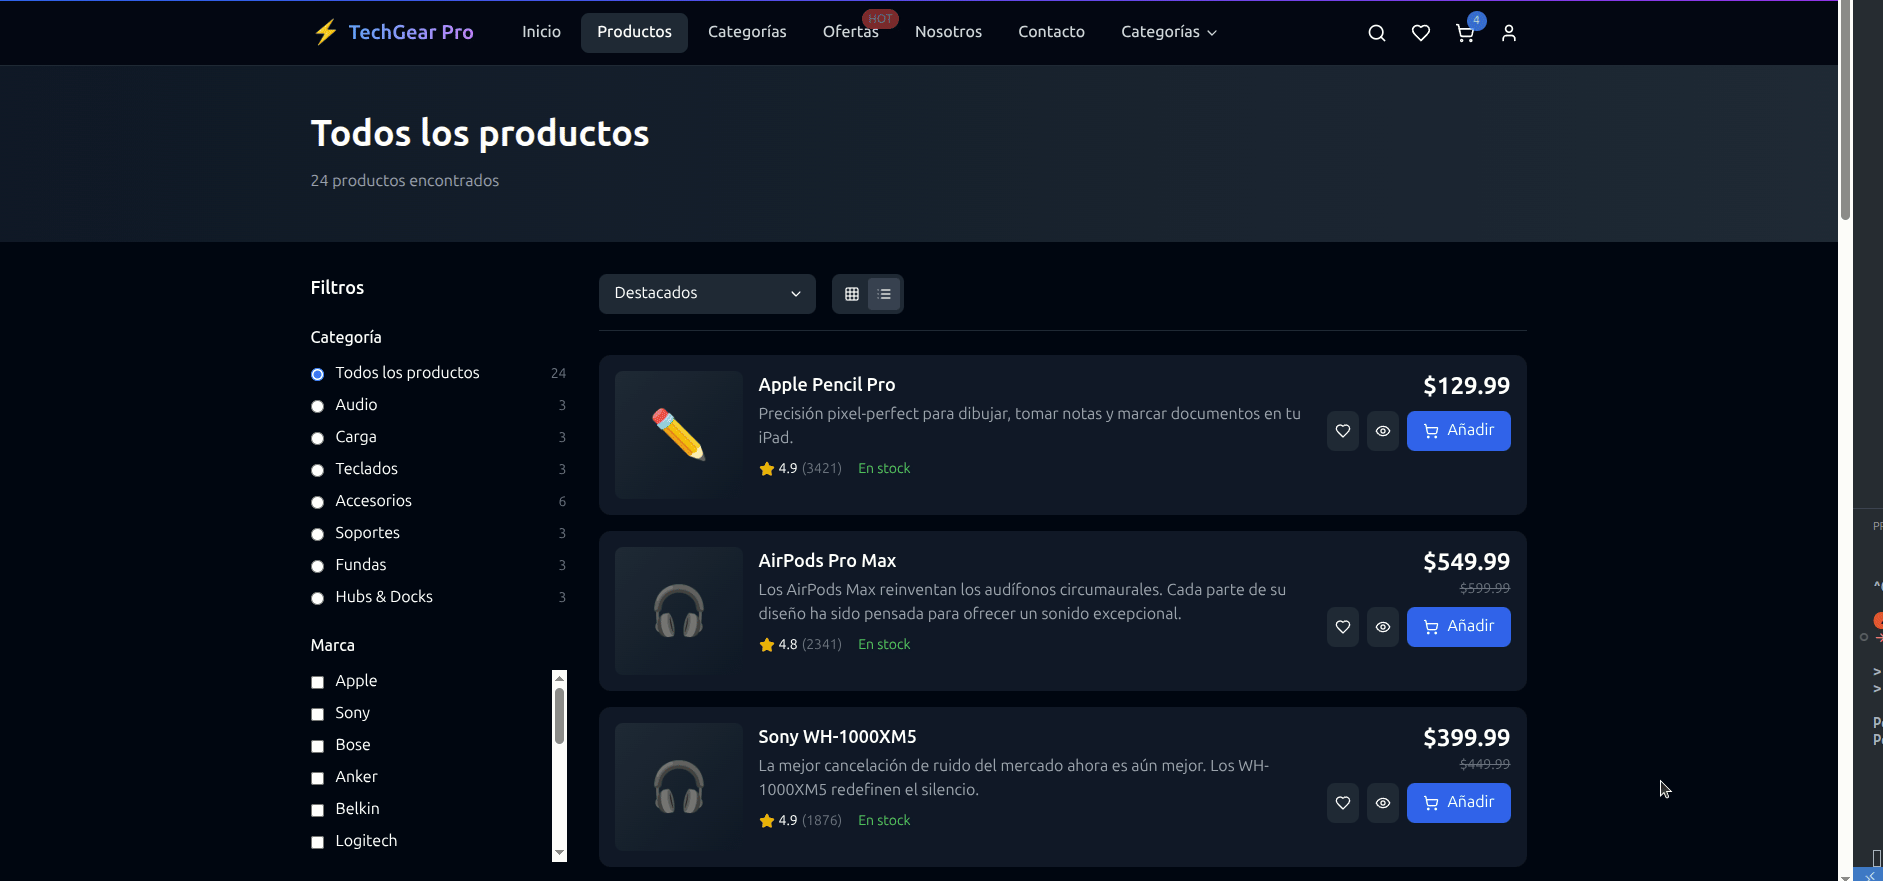 TechGear Pro
Inicio
Productos
Categorías
Ofertas
HOT
Nosotros
Contacto
Categorías
4
Todos los productos
24 productos encontrados
Filtros
Categoría
Todos los productos 24
Audio 3
Carga 3
Teclados 3
Accesorios 6
Soportes 3
Fundas 3
Hubs & Docks 3
Marca
Apple
Sony
Bose
Anker
Belkin
Logitech
Destacados
Apple Pencil Pro
Precisión pixel-perfect para dibujar, tomar notas y marcar documentos en tu
iPad.
4.9 (3421) En stock
$129.99
Añadir
AirPods Pro Max
Los AirPods Max reinventan los audífonos circumaurales. Cada parte de su
diseño ha sido pensada para ofrecer un sonido excepcional.
4.8 (2341) En stock
$549.99
$599.99
Añadir
Sony WH-1000XM5
La mejor cancelación de ruido del mercado ahora es aún mejor. Los WH-
1000XM5 redefinen el silencio.
4.9 (1876) En stock
$399.99
$449.99
Añadir